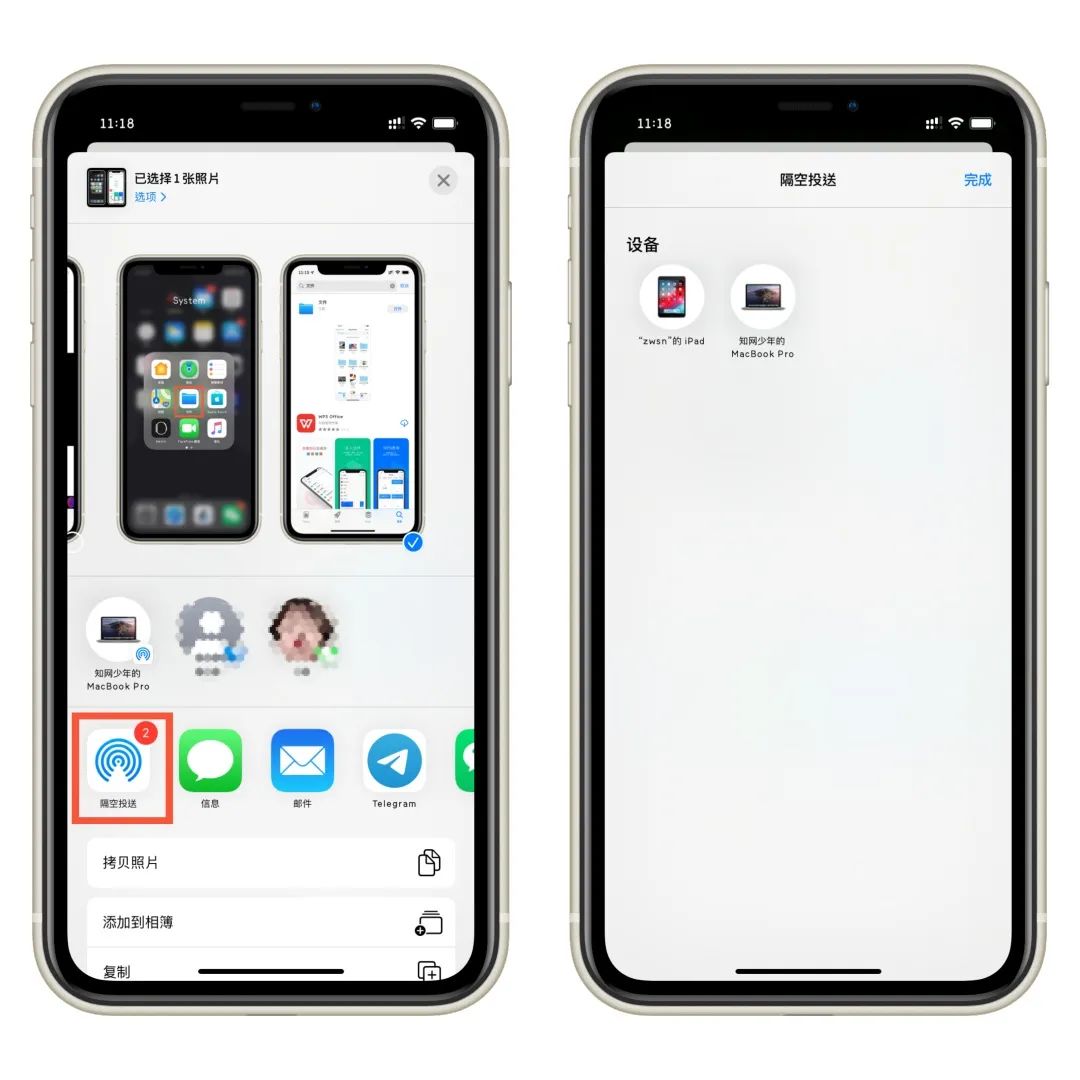 11:18
已选择 1 张照片
选项 >
System
文件
WPS Office
知网少年的
MacBook Pro
2
隔空投送
信息
邮件
Telegram
拷贝照片
添加到相簿
复制
11:18
隔空投送
完成
设备
“zwsn”的 iPad
知网少年的
MacBook Pro